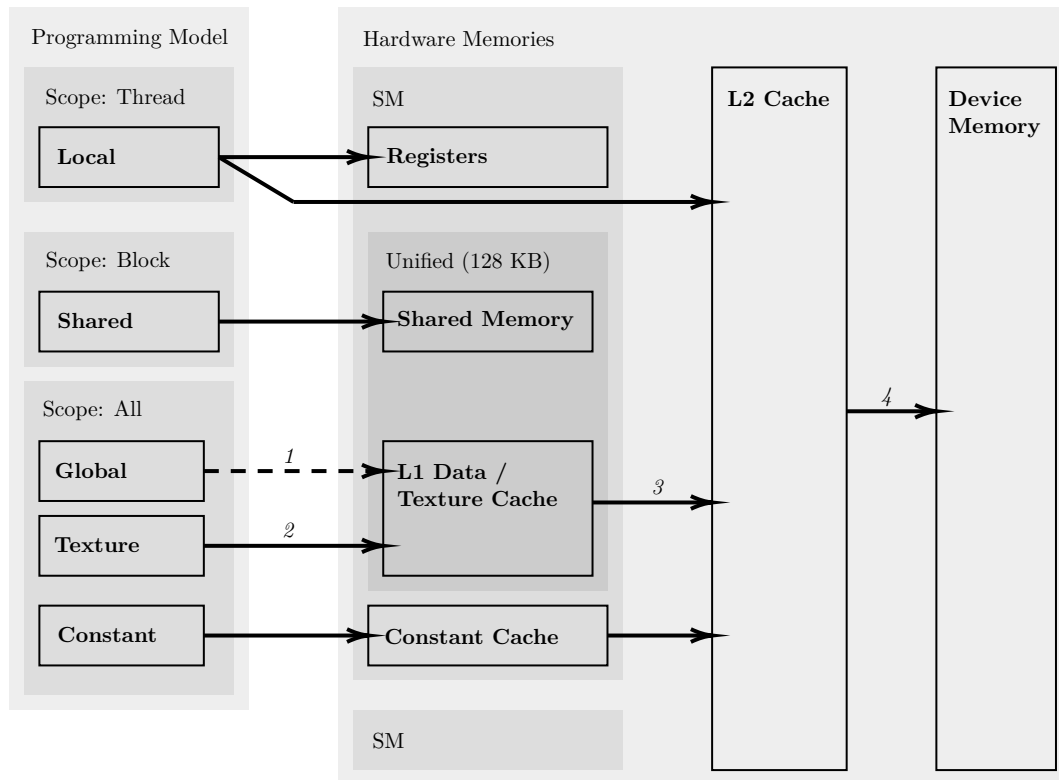 Programming Model
Hardware Memories
Scope: Thread
Local
SM
Registers
L2 Cache
Device
Memory
Scope: Block
Shared
Unified (128 KB)
Shared Memory
Scope: All
Global
1
L1 Data /
Texture Cache
3
4
Texture
2
Constant
Constant Cache
SM